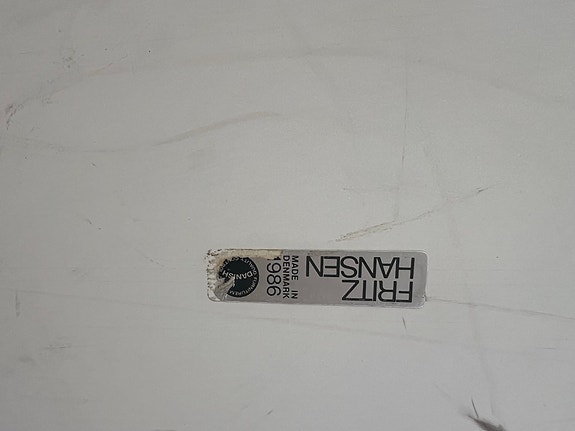 FRITZ
HANSEN
MADE IN
DENMARK
1986
DANISH